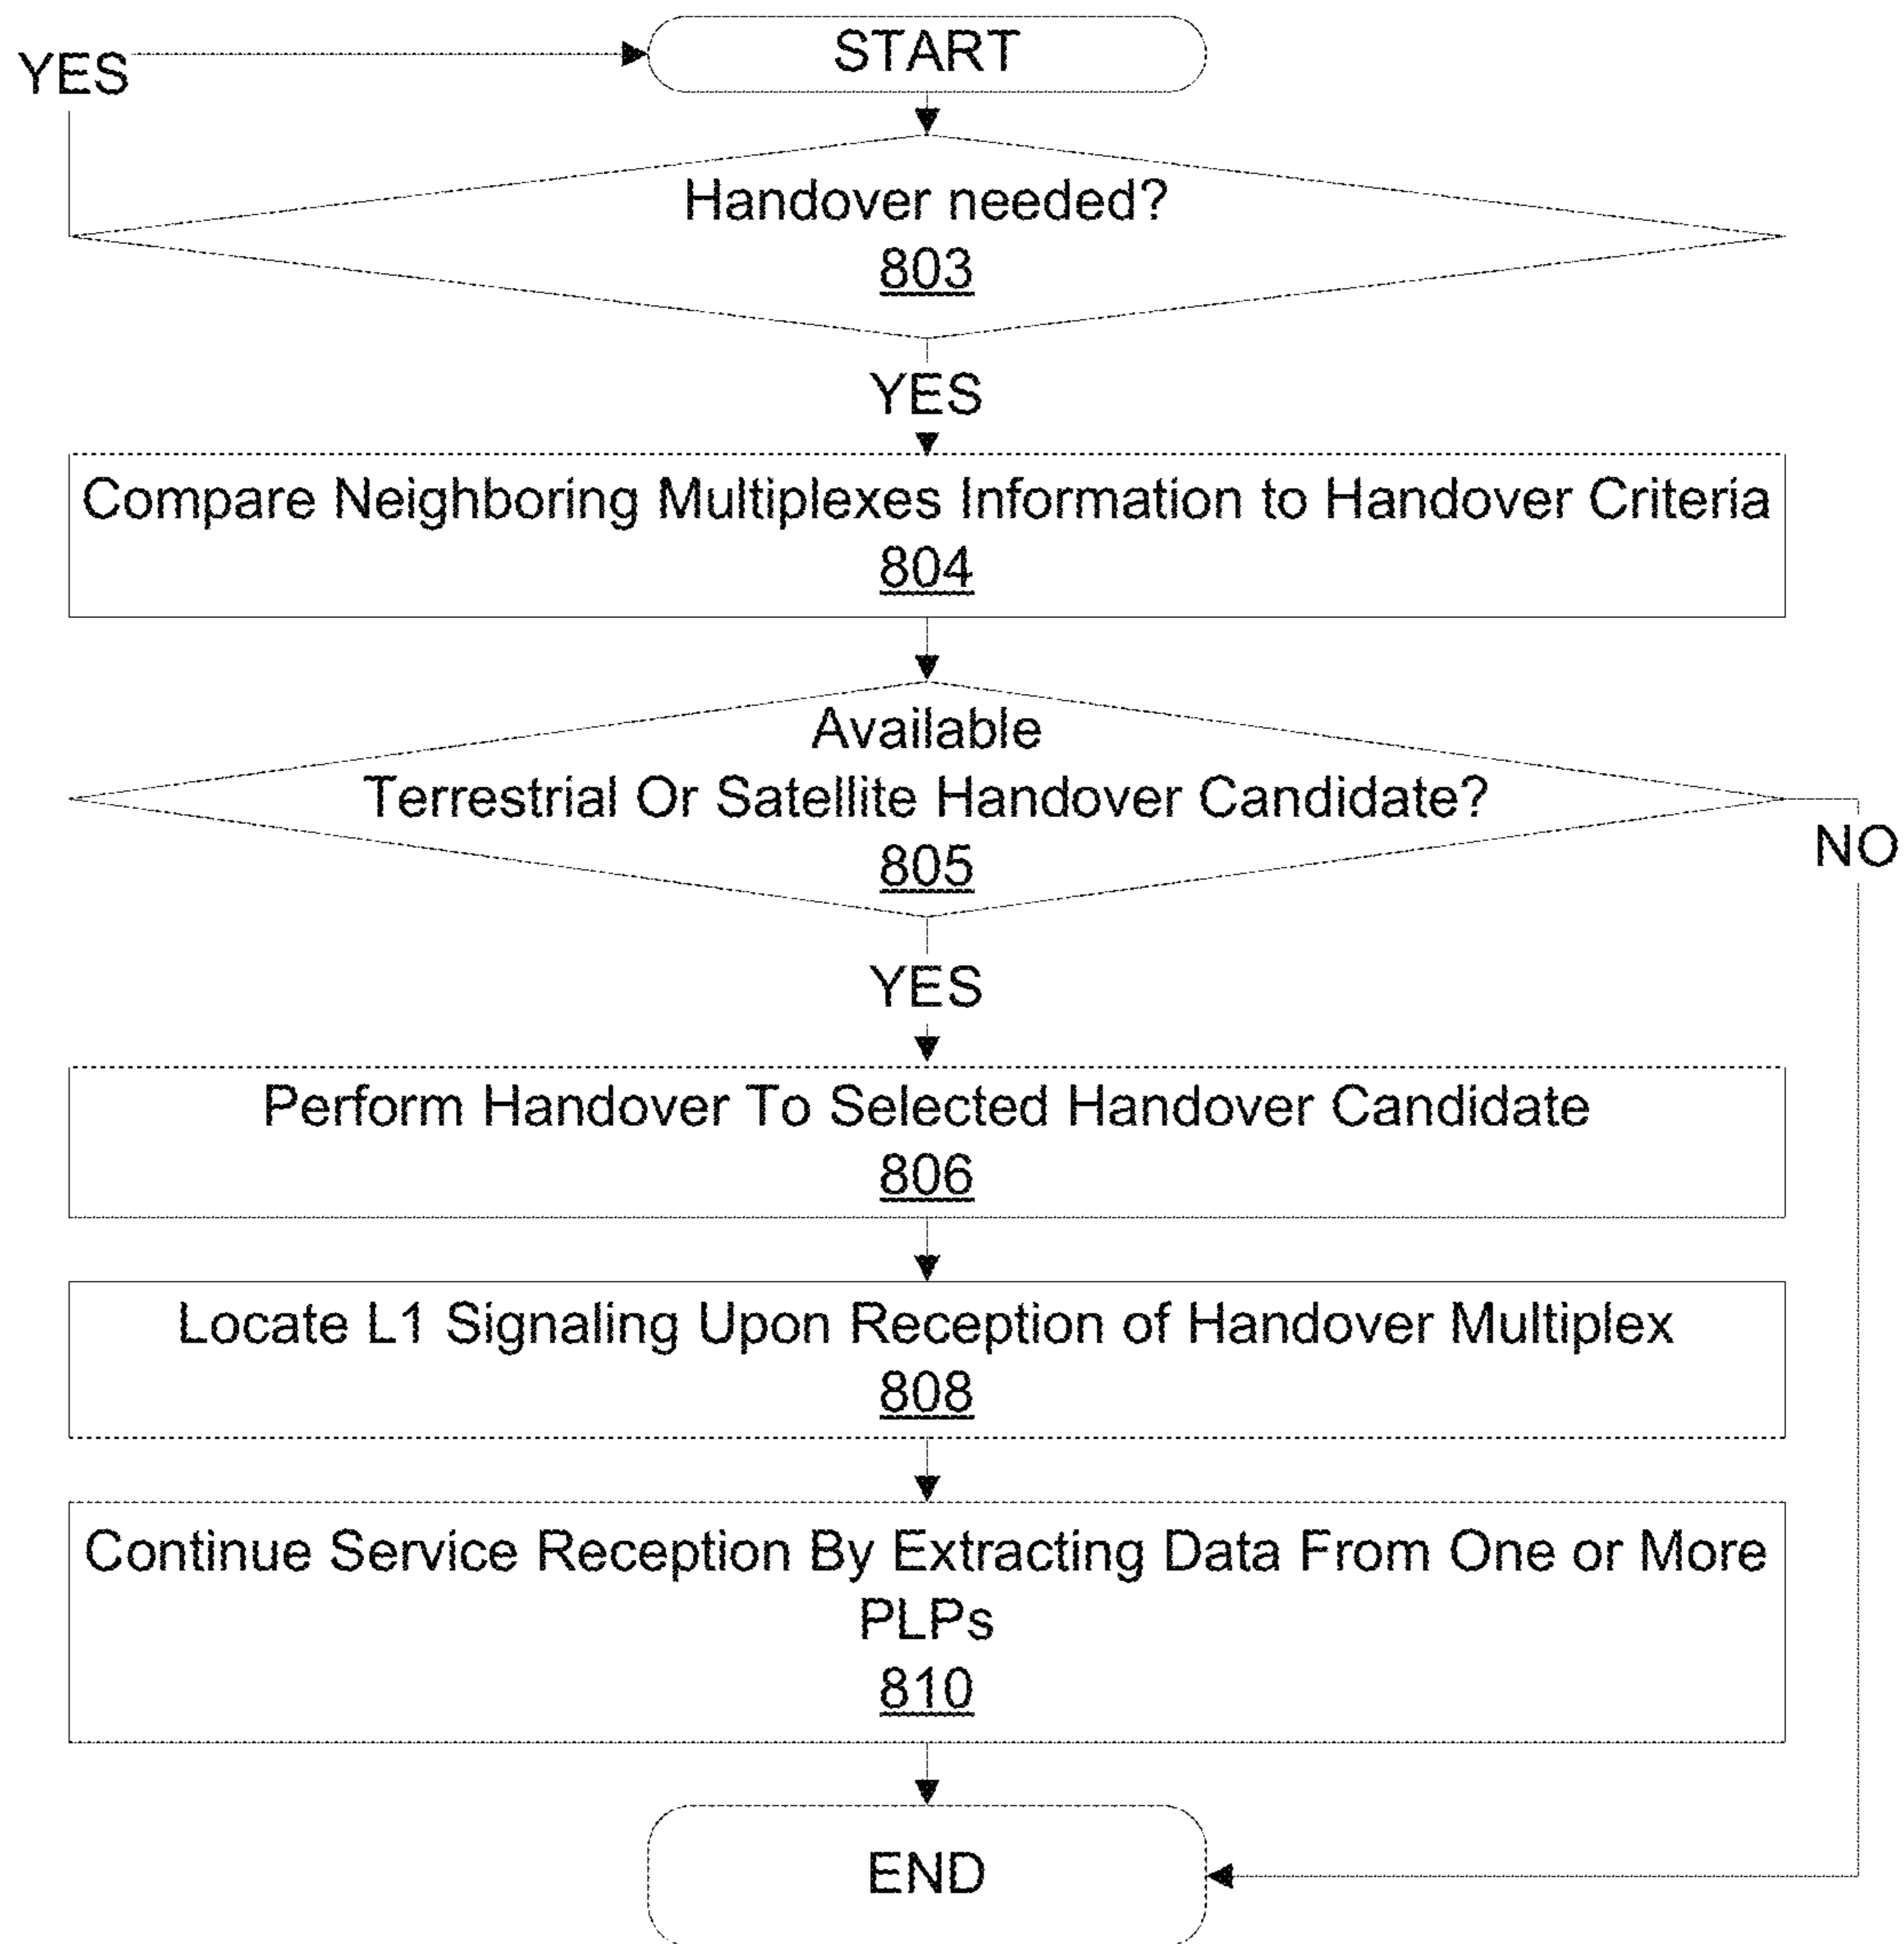 START
YES
Handover needed?
803
YES
Compare Neighboring Multiplexes Information to Handover Criteria
804
Available
Terrestrial Or Satellite Handover Candidate?
805
NO
YES
Perform Handover To Selected Handover Candidate
806
Locate L1 Signaling Upon Reception of Handover Multiplex
808
Continue Service Reception By Extracting Data From One or More
PLPs
810
END